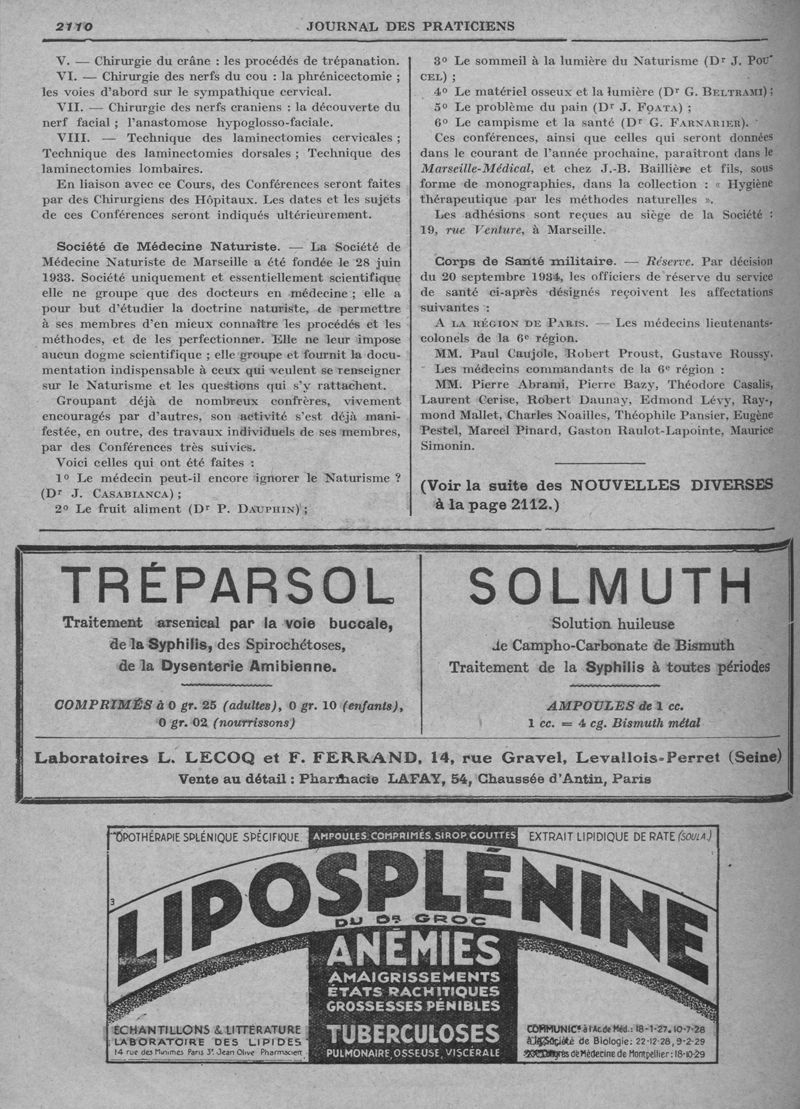 2110
JOURNAL DES PRATICIENS
V. — Chirurgie du crâne : les procédés de trépanation.
VI. — Chirurgie des nerfs du cou : la phrénicectomie ;
les voies d'abord sur le sympathique cervical.
VII. — Chirurgie des nerfs craniens : la découverte du
nerf facial ; l'anastomose hypoglosso-faciale.
VIII. — Technique des laminectomies cervicales ;
Technique des laminectomies dorsales ; Technique des
laminectomies lombaires.
En liaison avec ce Cours, des Conférences seront faites
par des Chirurgiens des Hôpitaux. Les dates et les sujets
de ces Conférences seront indiqués ultérieurement.
Société de Médecine Naturiste. — La Société de
Médecine Naturiste de Marseille a été fondée le 28 juin
1933. Société uniquement et essentiellement scientifique
elle ne groupe que des docteurs en médecine ; elle a
pour but d'étudier la doctrine naturiste, de permettre
à ses membres d'en mieux connaître les procédés et les
méthodes, et de les perfectionner. Elle ne leur impose
aucun dogme scientifique ; elle groupe et fournit la docu-
mentation indispensable à ceux qui veulent se renseigner
sur le Naturisme et les questions qui s'y rattachent.
Groupant déjà de nombreux confrères, vivement
encouragés par d'autres, son activité s'est déjà mani-
festée, en outre, des travaux individuels de ses membres,
par des Conférences très suivies.
Voici celles qui ont été faites :
1º Le médecin peut-il encore ignorer le Naturisme ?
(Dr J. CASABIANCA) ;
2º Le fruit aliment (Dr P. DAUPHIN) ;
3º Le sommeil à la lumière du Naturisme (Dr J. POU-
CEL) ;
4º Le matériel osseux et la lumière (Dr G. BELTRAMI) ;
5º Le problème du pain (Dr J. FOATA) ;
6º Le campisme et la santé (Dr G. FARNARIER).
Ces conférences, ainsi que celles qui seront données
dans le courant de l'année prochaine, paraîtront dans le
Marseille-Médical, et chez J.-B. Baillière et fils, sous
forme de monographies, dans la collection : « Hygiène
thérapeutique par les méthodes naturelles ».
Les adhésions sont reçues au siège de la Société :
19, rue Venture, à Marseille.
Corps de Santé militaire. — Réserve. Par décision
du 20 septembre 1934, les officiers de réserve du service
de santé ci-après désignés reçoivent les affectations
suivantes :
A LA RÉGION DE PARIS. — Les médecins lieutenants-
colonels de la 6e région.
MM. Paul Caujole, Robert Proust, Gustave Roussy.
Les médecins commandants de la 6e région :
MM. Pierre Abrami, Pierre Bazy, Théodore Casalis,
Laurent Cerise, Robert Daunay, Edmond Lévy, Ray-
mond Mallet, Charles Noailles, Théophile Pansier, Eugène
Pestel, Marcel Pinard, Gaston Raulot-Lapointe, Maurice
Simonin.
(Voir la suite des NOUVELLES DIVERSES
à la page 2112.)
TRÉPARSOL
Traitement arsenical par la voie buccale,
de la Syphilis, des Spirochétoses,
de la Dysenterie Amibienne.
COMPRIMÉS à 0 gr. 25 (adultes), 0 gr. 10 (enfants),
0 gr. 02 (nourrissons)
SOLMUTH
Solution huileuse
de Campho-Carbonate de Bismuth
Traitement de la Syphilis à toutes périodes
AMPOULES de 1 cc.
1 cc. = 4 cg. Bismuth métal
Laboratoires L. LECOQ et F. FERRAND, 14, rue Gravel, Levallois-Perret (Seine)
Vente au détail : Pharmacie LAFAY, 54, Chaussée d'Antin, Paris
OPOTHÉRAPIE SPLÉNIQUE SPÉCIFIQUE
AMPOULES, COMPRIMÉS, SIROP, GOUTTES
EXTRAIT LIPIDIQUE DE RATE (SOULA)
3
LIPOSPLÉNINE
DU DR GROC
ANÉMIES
AMAIGRISSEMENTS
ÉTATS RACHITIQUES
GROSSESSES PÉNIBLES
TUBERCULOSES
PULMONAIRE, OSSEUSE, VISCÉRALE
ECHANTILLONS & LITTÉRATURE
LABORATOIRE DES LIPIDES
14 rue des Minimes Paris 3e. Jean Olive Pharmacien
COMMUNICs à l'Ac de Méd. : 18-1-27, 10-7-28
à la Société de Biologie : 22-12-28, 9-2-29
Congrès de Médecine de Montpellier : 18-10-29